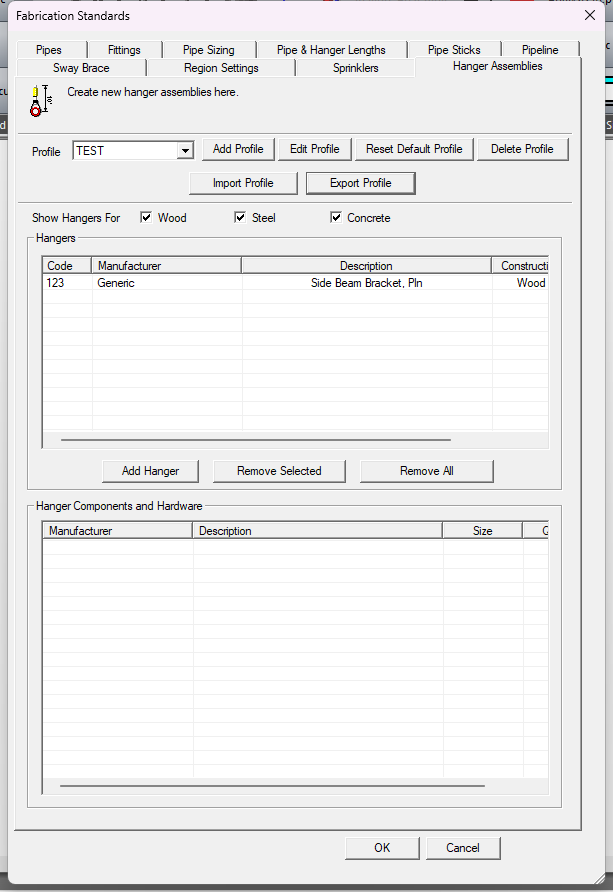 Fabrication Standards
Pipes Fittings Pipe Sizing Pipe & Hanger Lengths Pipe Sticks Pipeline
Sway Brace Region Settings Sprinklers Hanger Assemblies
Create new hanger assemblies here.
Profile TEST Add Profile Edit Profile Reset Default Profile Delete Profile
Import Profile Export Profile
Show Hangers For Wood Steel Concrete
Hangers
Code Manufacturer Description Constructi
123 Generic Side Beam Bracket, Pln Wood
Add Hanger Remove Selected Remove All
Hanger Components and Hardware
Manufacturer Description Size
OK Cancel